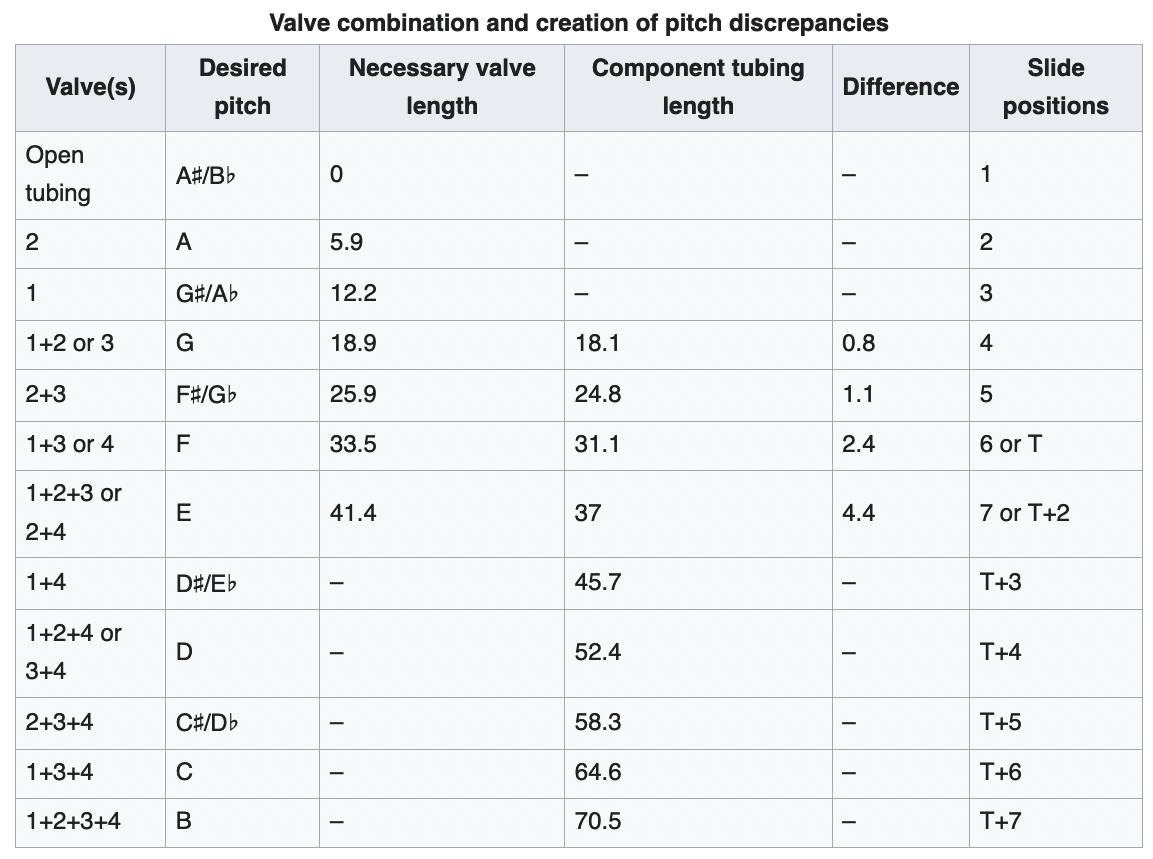 Valve combination and creation of pitch discrepancies
Valve(s) Desired pitch Necessary valve length Component tubing length Difference Slide positions
Open tubing A♯/B♭ 0 – – 1
2 A 5.9 – – 2
1 G♯/A♭ 12.2 – – 3
1+2 or 3 G 18.9 18.1 0.8 4
2+3 F♯/G♭ 25.9 24.8 1.1 5
1+3 or 4 F 33.5 31.1 2.4 6 or T
1+2+3 or 2+4 E 41.4 37 4.4 7 or T+2
1+4 D♯/E♭ – 45.7 – T+3
1+2+4 or 3+4 D – 52.4 – T+4
2+3+4 C♯/D♭ – 58.3 – T+5
1+3+4 C – 64.6 – T+6
1+2+3+4 B – 70.5 – T+7